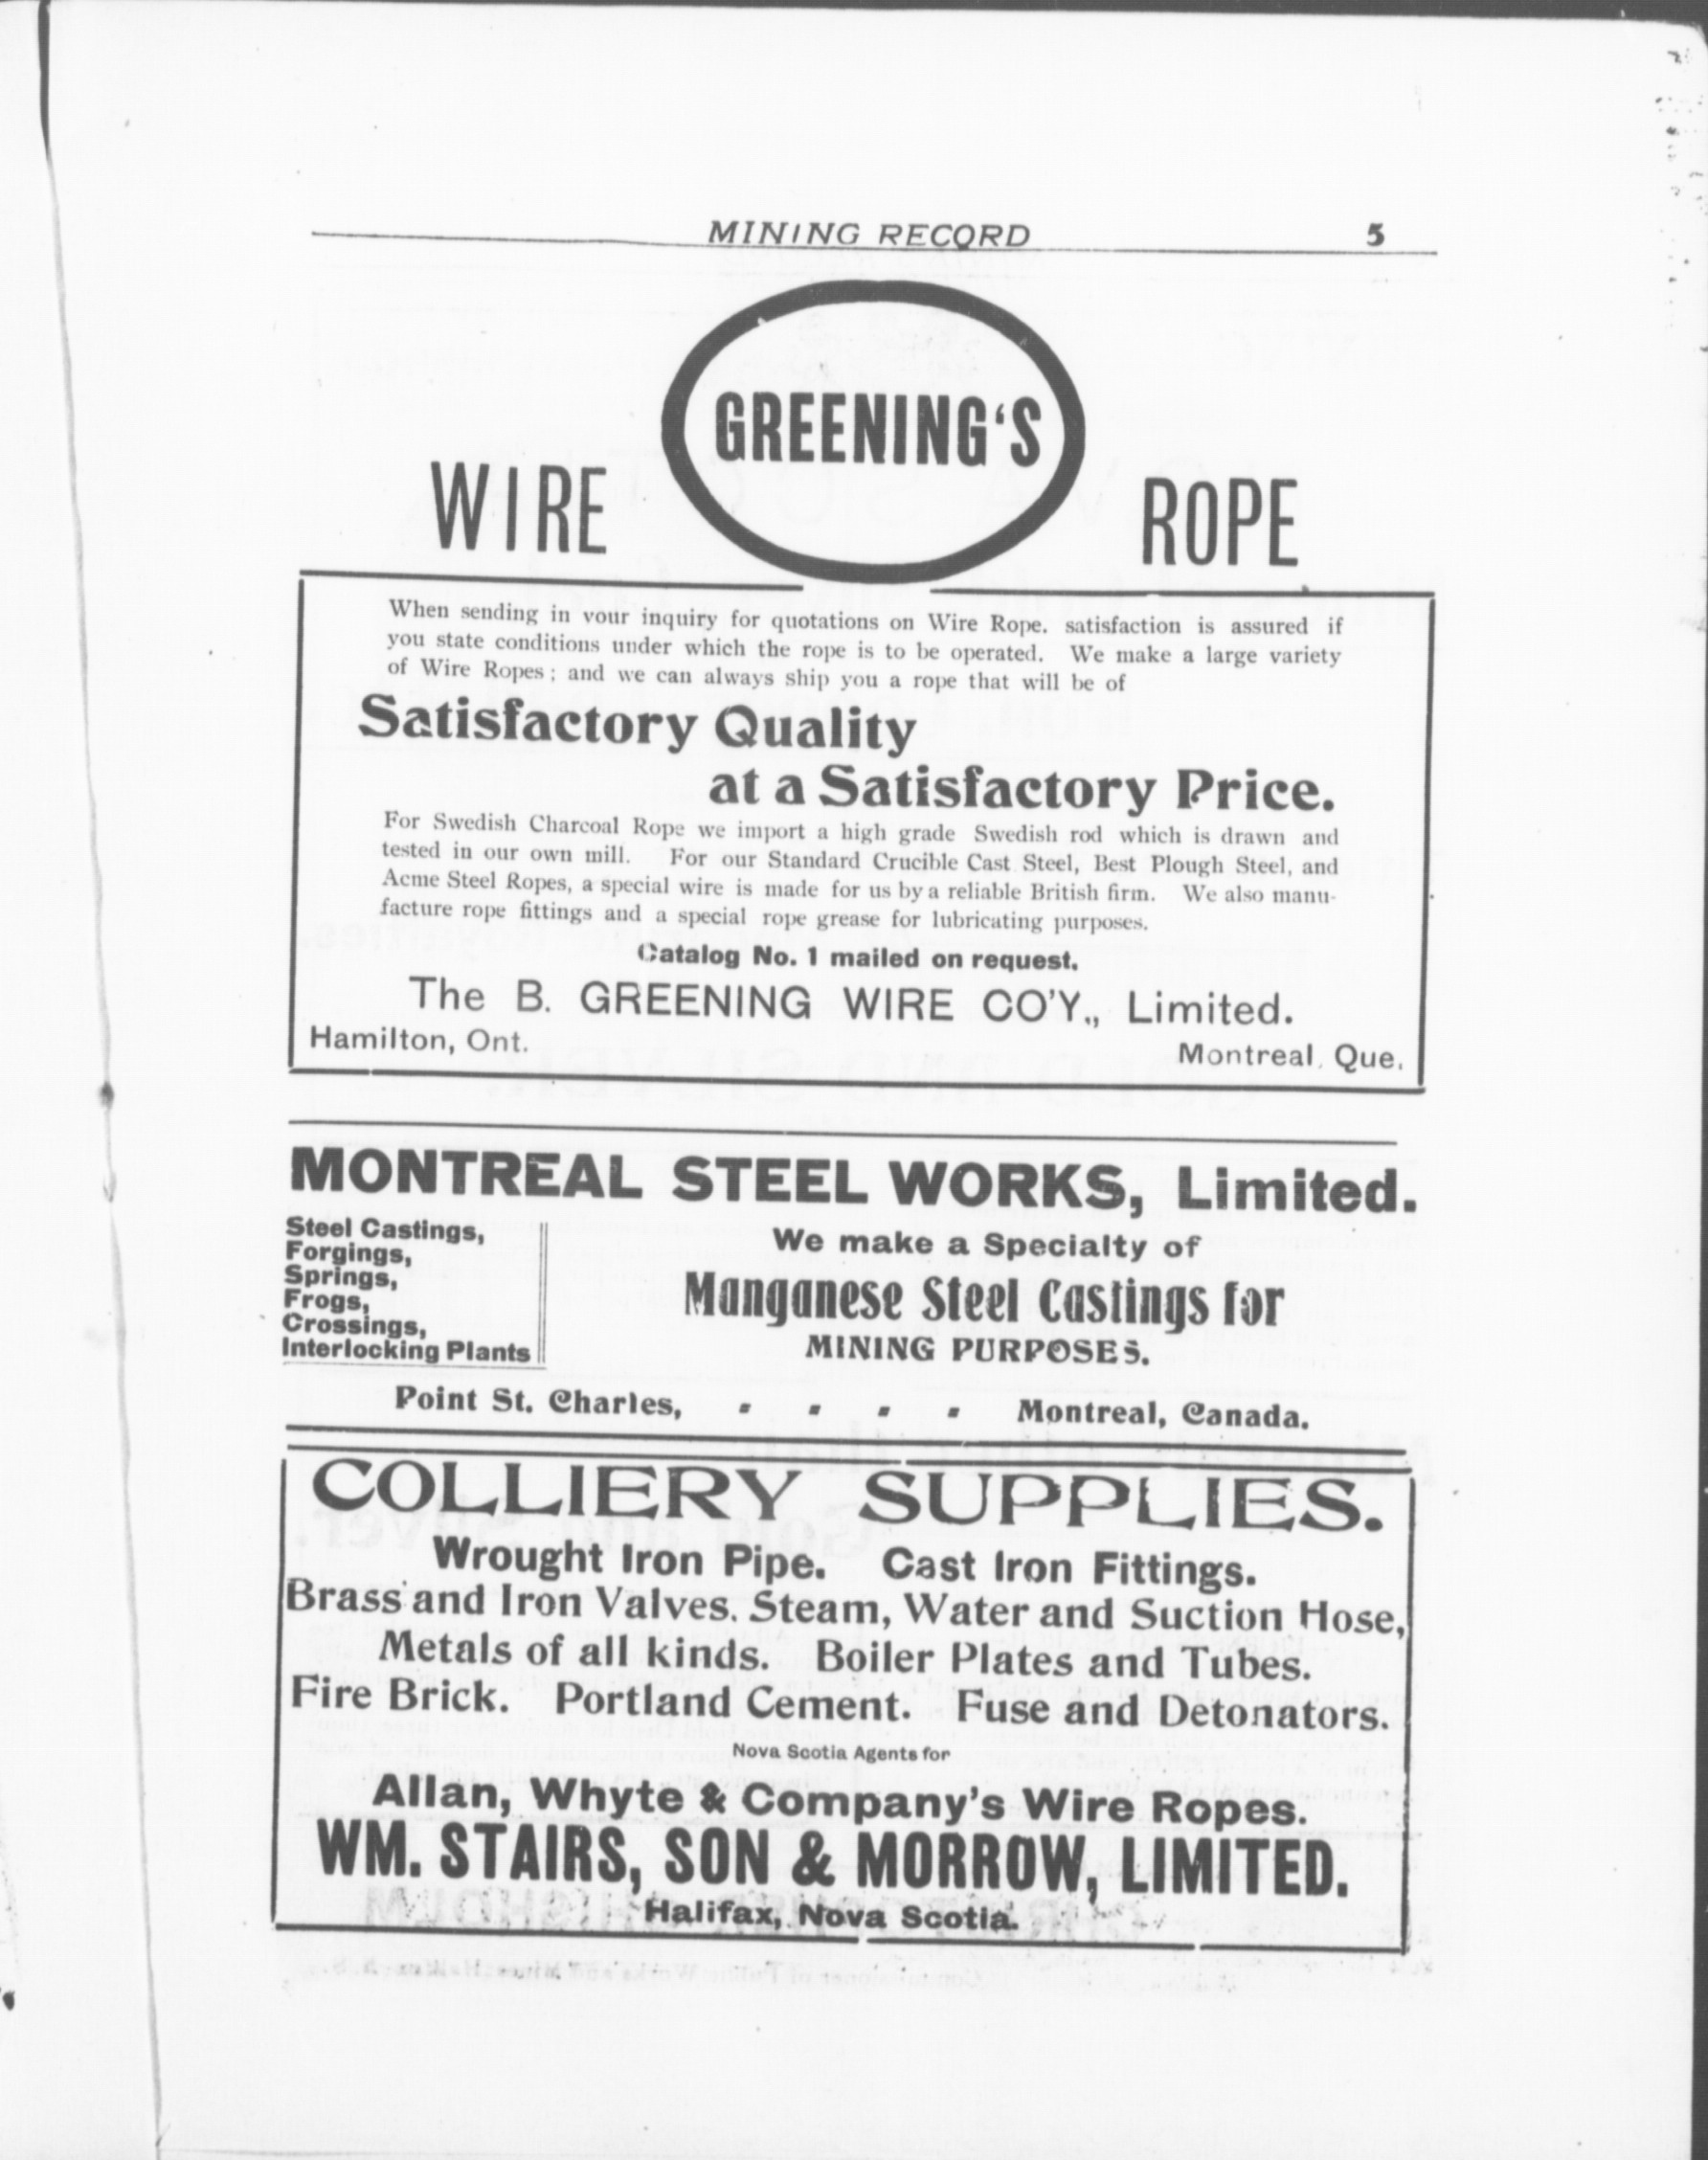 MINING RECORD 5
GREENING'S
WIRE ROPE
When sending in your inquiry for quotations on Wire Rope. satisfaction is assured if
you state conditions under which the rope is to be operated. We make a large variety
of Wire Ropes; and we can always ship you a rope that will be of
Satisfactory Quality
at a Satisfactory Price.
For Swedish Charcoal Rope we import a high grade Swedish rod which is drawn and
tested in our own mill. For our Standard Crucible Cast Steel, Best Plough Steel, and
Acme Steel Ropes, a special wire is made for us by a reliable British firm. We also manu-
facture rope fittings and a special rope grease for lubricating purposes.
Catalog No. 1 mailed on request.
The B. GREENING WIRE CO'Y., Limited.
Hamilton, Ont.
Montreal, Que.
MONTREAL STEEL WORKS, Limited.
Steel Castings,
Forgings,
Springs,
Frogs,
Crossings,
Interlocking Plants
We make a Specialty of
Manganese Steel Castings for
MINING PURPOSES.
Point St. Charles, - - - - Montreal, Canada.
COLLIERY SUPPLIES.
Wrought Iron Pipe. Cast Iron Fittings.
Brass and Iron Valves. Steam, Water and Suction Hose,
Metals of all kinds. Boiler Plates and Tubes.
Fire Brick. Portland Cement. Fuse and Detonators.
Nova Scotia Agents for
Allan, Whyte & Company's Wire Ropes.
WM. STAIRS, SON & MORROW, LIMITED.
Halifax, Nova Scotia.